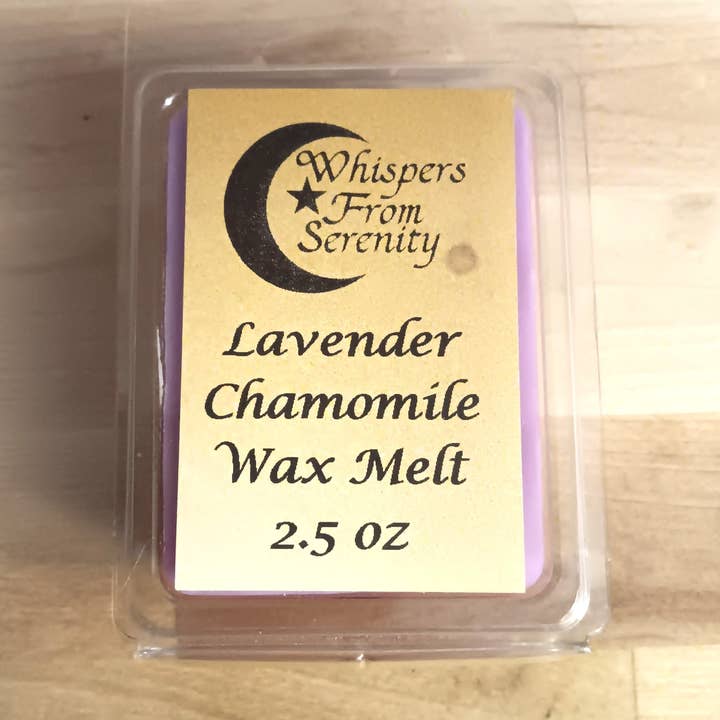 Whispers
From
Serenity
Lavender
Chamomile
Wax Melt
2.5 oz